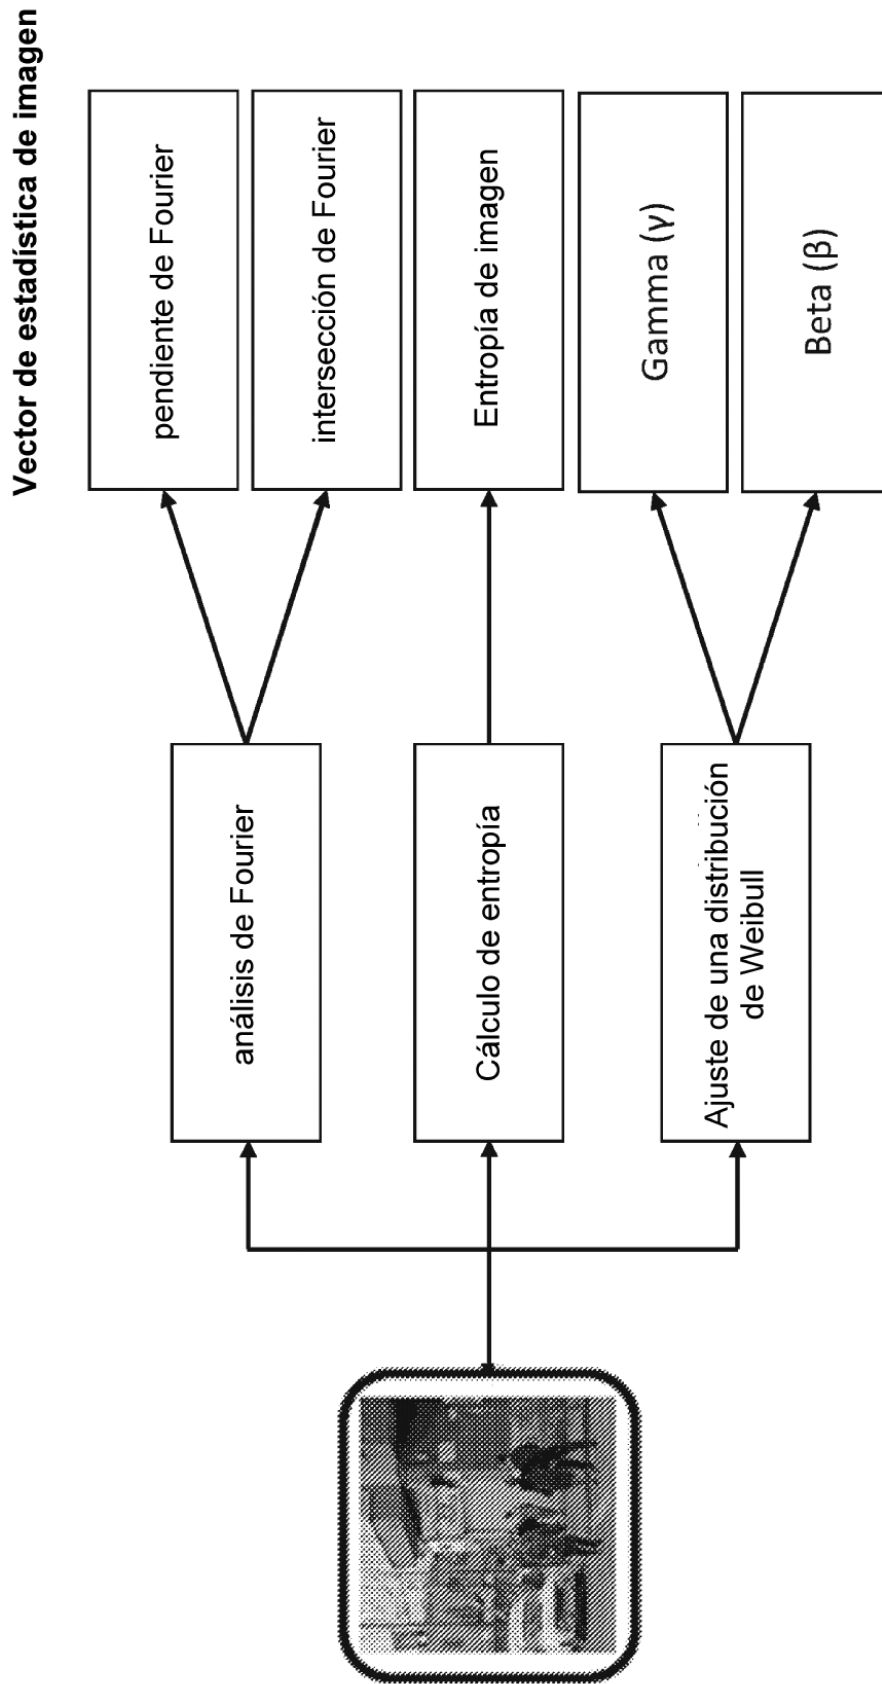 Vector de estadística de imagen
análisis de Fourier
pendiente de Fourier
intersección de Fourier
Cálculo de entropía
Entropía de imagen
Ajuste de una distribución
de Weibull
Gamma (γ)
Beta (β)